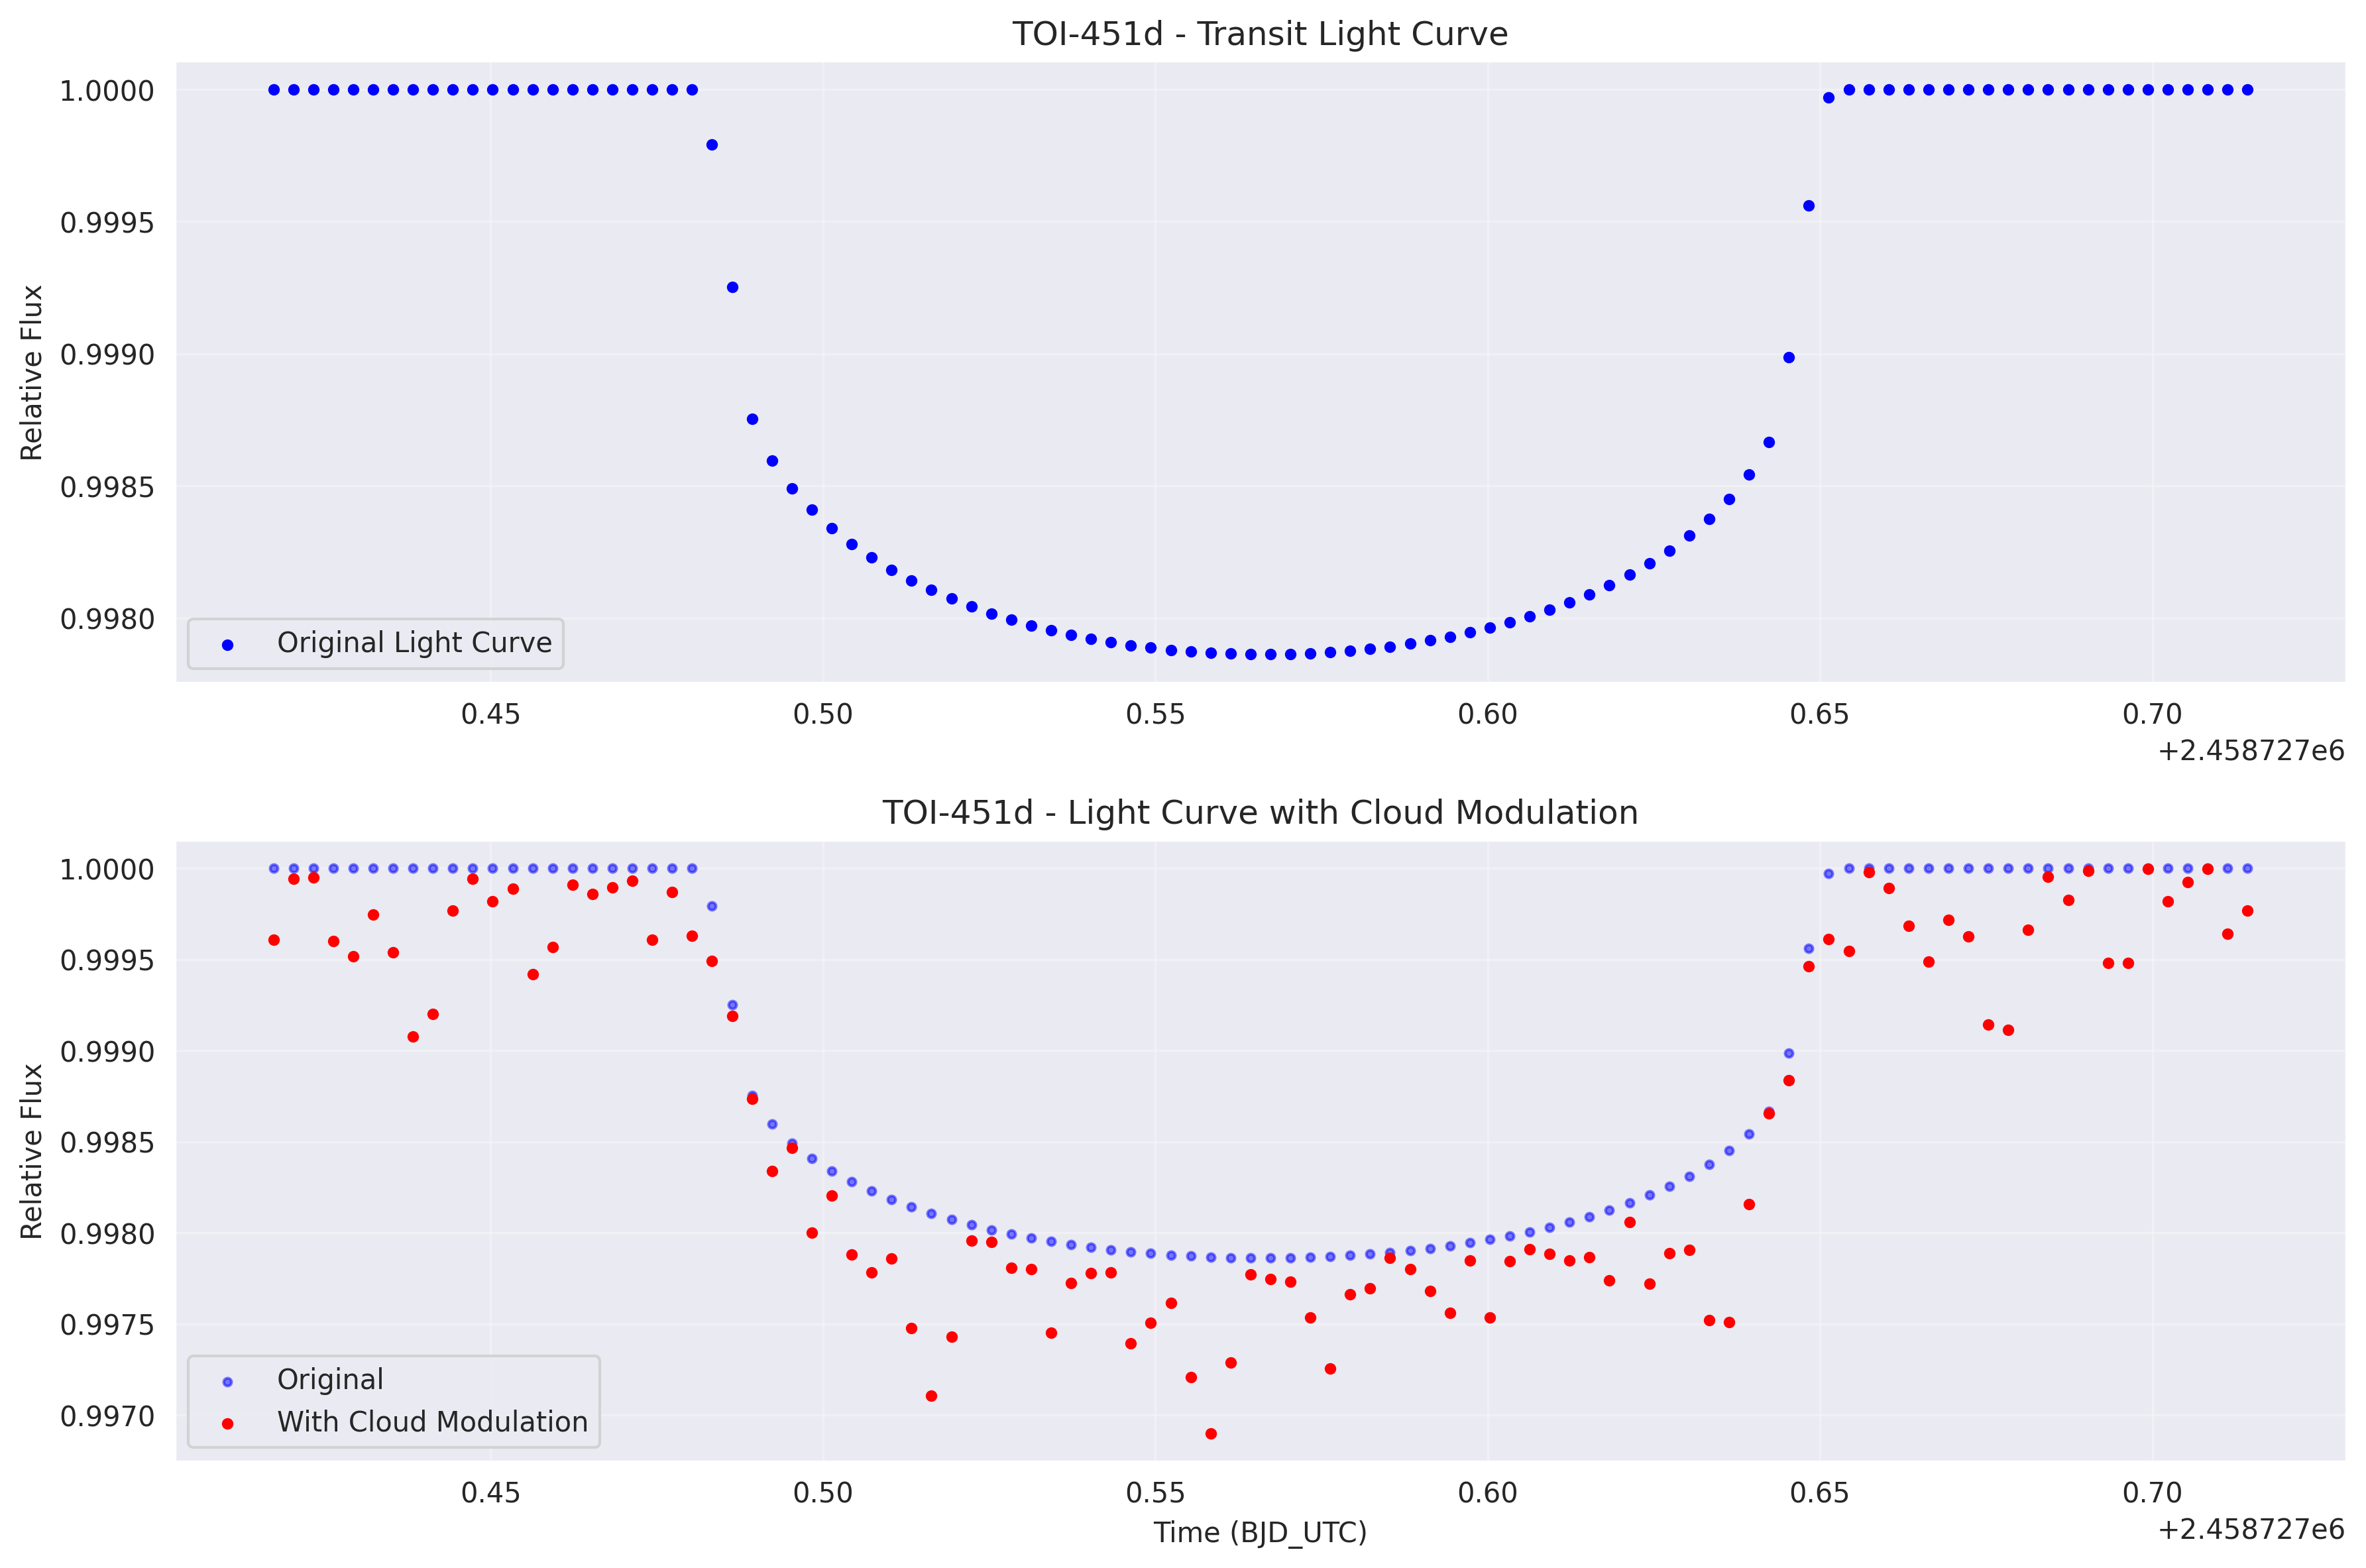 TOI-451d - Transit Light Curve
Relative Flux
1.0000
0.9995
0.9990
0.9985
0.9980
Original Light Curve
0.45 0.50 0.55 0.60 0.65 0.70
+2.458727e6
TOI-451d - Light Curve with Cloud Modulation
Relative Flux
1.0000
0.9995
0.9990
0.9985
0.9980
0.9975
0.9970
Original
With Cloud Modulation
0.45 0.50 0.55 0.60 0.65 0.70
Time (BJD_UTC)
+2.458727e6